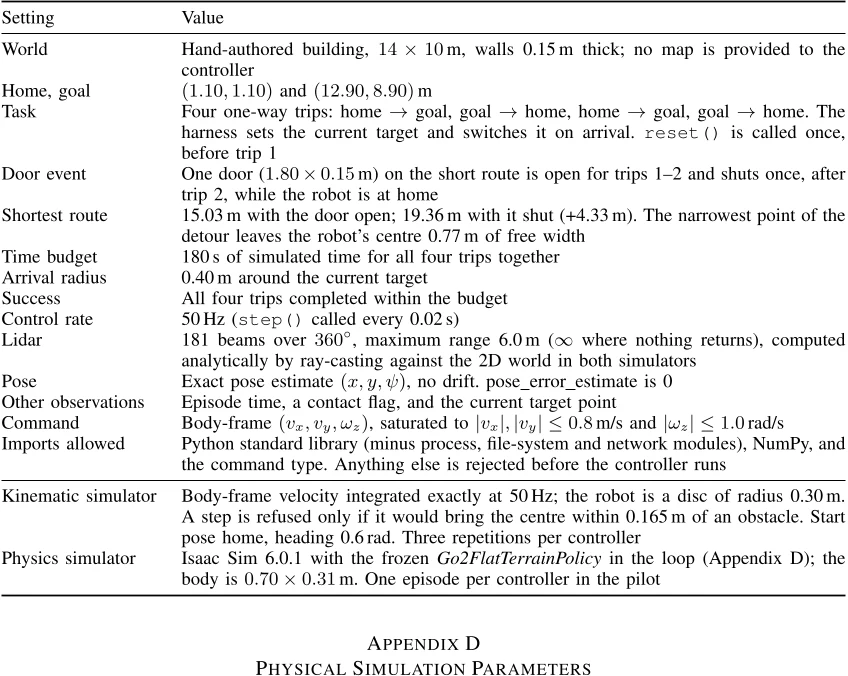 Setting Value
World Hand-authored building, 14 × 10 m, walls 0.15 m thick; no map is provided to the
controller
Home, goal (1.10, 1.10) and (12.90, 8.90) m
Task Four one-way trips: home → goal, goal → home, home → goal, goal → home. The
harness sets the current target and switches it on arrival. reset() is called once,
before trip 1
Door event One door (1.80 × 0.15 m) on the short route is open for trips 1–2 and shuts once, after
trip 2, while the robot is at home
Shortest route 15.03 m with the door open; 19.36 m with it shut (+4.33 m). The narrowest point of the
detour leaves the robot's centre 0.77 m of free width
Time budget 180 s of simulated time for all four trips together
Arrival radius 0.40 m around the current target
Success All four trips completed within the budget
Control rate 50 Hz (step() called every 0.02 s)
Lidar 181 beams over 360°, maximum range 6.0 m (∞ where nothing returns), computed
analytically by ray-casting against the 2D world in both simulators
Pose Exact pose estimate (x, y, ψ), no drift. pose_error_estimate is 0
Other observations Episode time, a contact flag, and the current target point
Command Body-frame (vx, vy, ωz), saturated to |vx|, |vy| ≤ 0.8 m/s and |ωz| ≤ 1.0 rad/s
Imports allowed Python standard library (minus process, file-system and network modules), NumPy, and
the command type. Anything else is rejected before the controller runs
Kinematic simulator Body-frame velocity integrated exactly at 50 Hz; the robot is a disc of radius 0.30 m.
A step is refused only if it would bring the centre within 0.165 m of an obstacle. Start
pose home, heading 0.6 rad. Three repetitions per controller
Physics simulator Isaac Sim 6.0.1 with the frozen Go2FlatTerrainPolicy in the loop (Appendix D); the
body is 0.70 × 0.31 m. One episode per controller in the pilot
APPENDIX D
PHYSICAL SIMULATION PARAMETERS